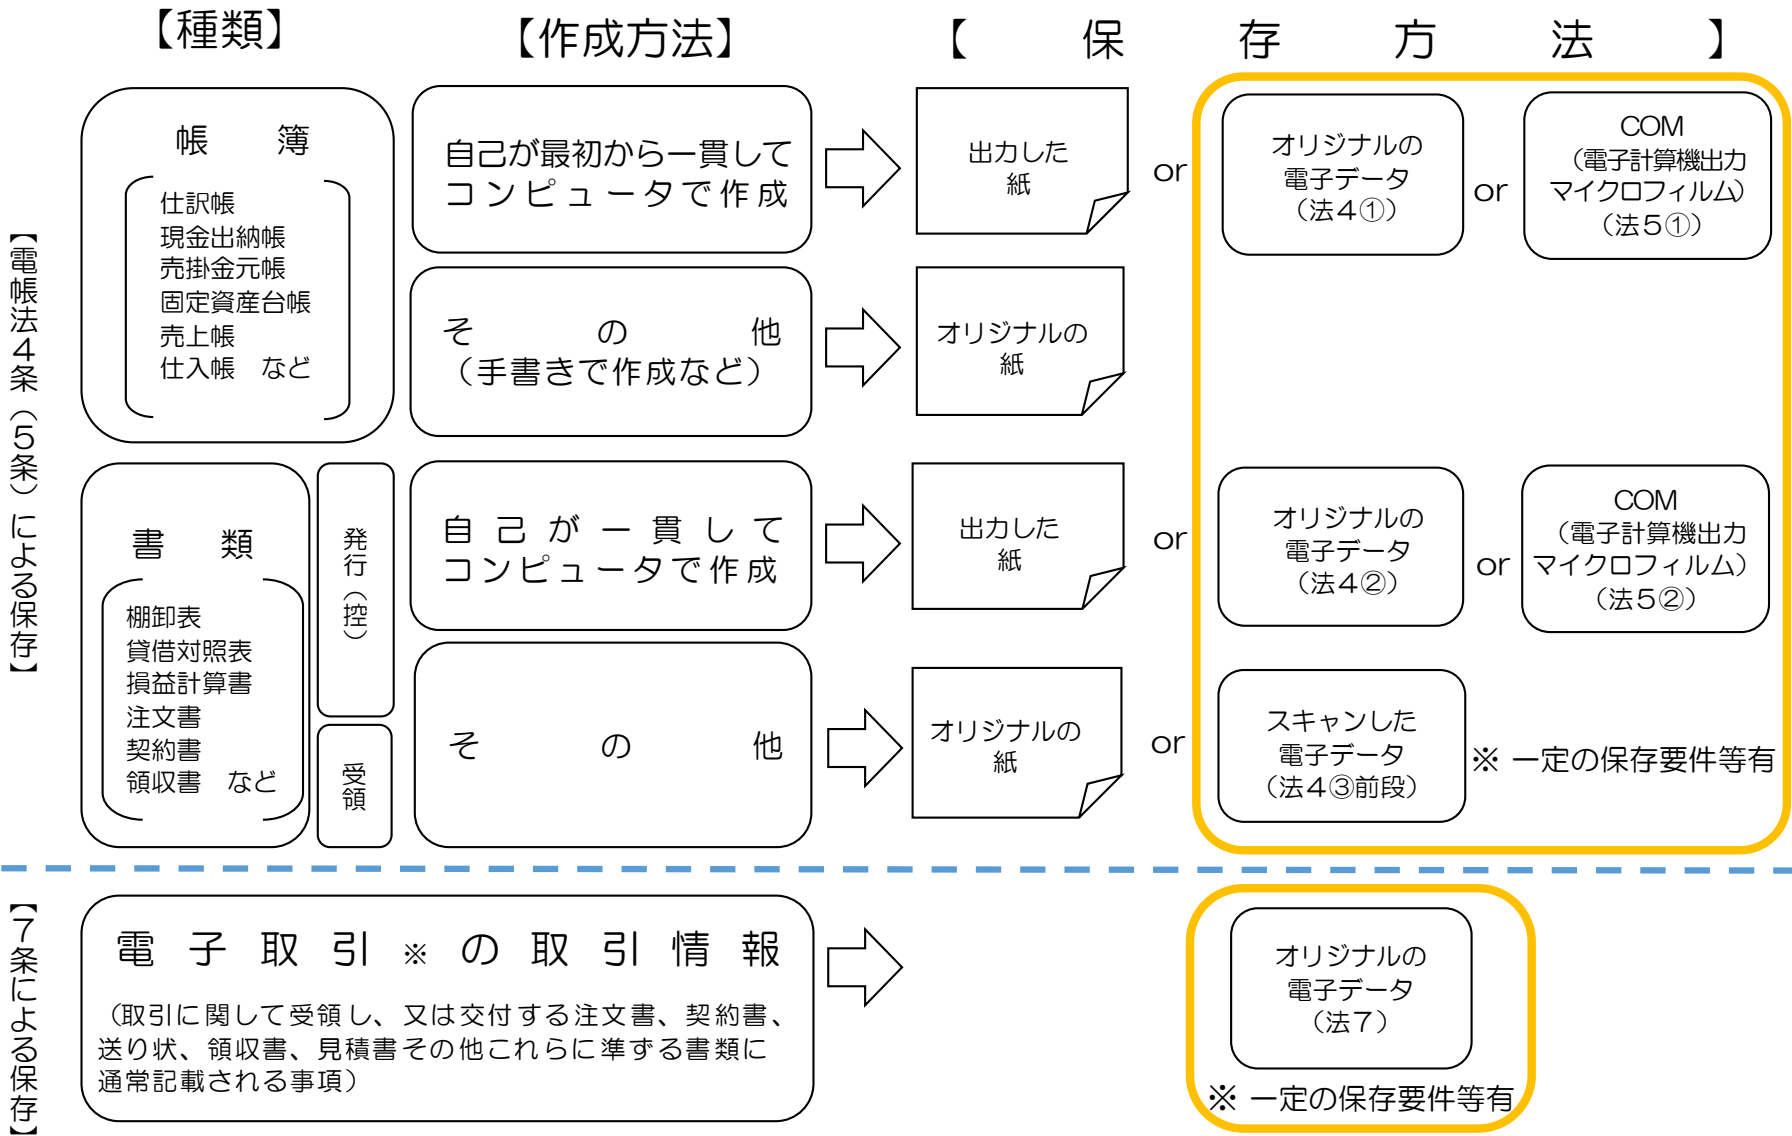 【種類】
【作成方法】
【保存方法】
【電帳法4条(5条)による保存】
帳簿
仕訳帳
現金出納帳
売掛金元帳
固定資産台帳
売上帳
仕入帳 など
自己が最初から一貫して
コンピュータで作成
出力した
紙
or
オリジナルの
電子データ
(法4①)
or
COM
(電子計算機出力
マイクロフィルム)
(法5①)
その他
(手書きで作成など)
オリジナルの
紙
書類
棚卸表
貸借対照表
損益計算書
注文書
契約書
領収書 など
発行(控)
受領
自己が一貫して
コンピュータで作成
出力した
紙
or
オリジナルの
電子データ
(法4②)
or
COM
(電子計算機出力
マイクロフィルム)
(法5②)
その他
オリジナルの
紙
or
スキャンした
電子データ
(法4③前段)
※ 一定の保存要件等有
【7条による保存】
電子取引※の取引情報
(取引に関して受領し、又は交付する注文書、契約書、
送り状、領収書、見積書その他これらに準ずる書類に
通常記載される事項)
オリジナルの
電子データ
(法7)
※ 一定の保存要件等有